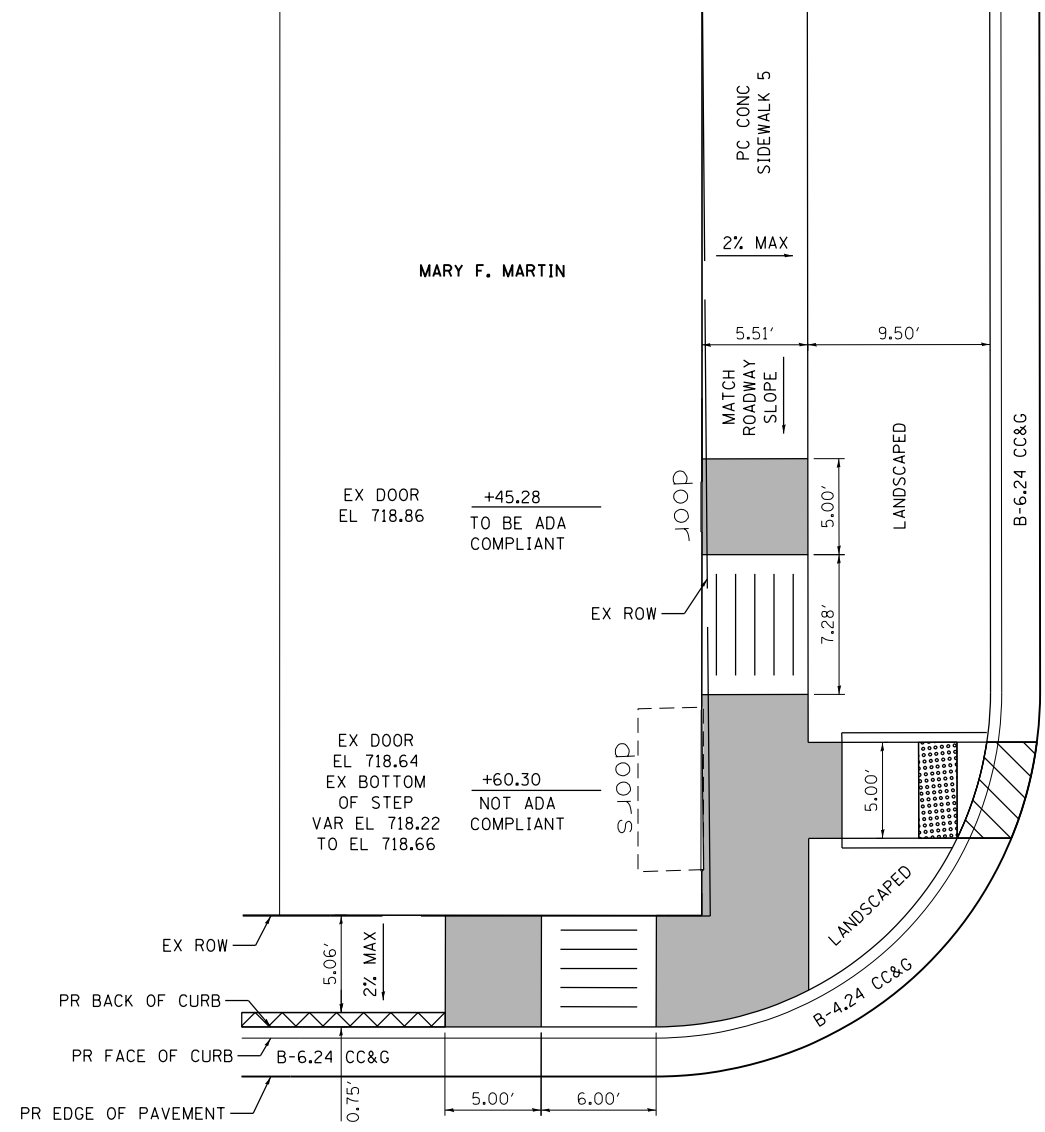 PC CONC
SIDEWALK 5
2% MAX
MARY F. MARTIN
5.51'
9.50'
MATCH
ROADWAY
SLOPE
LANDSCAPED
B-6.24 CC&G
door
EX DOOR
EL 718.86
+45.28
TO BE ADA
COMPLIANT
5.00'
EX ROW
7.28'
EX DOOR
EL 718.64
EX BOTTOM
OF STEP
VAR EL 718.22
TO EL 718.66
+60.30
NOT ADA
COMPLIANT
doors
5.00'
LANDSCAPED
EX ROW
5.06'
2% MAX
PR BACK OF CURB
B-4.24 CC&G
PR FACE OF CURB
B-6.24 CC&G
0.75'
5.00'
6.00'
PR EDGE OF PAVEMENT